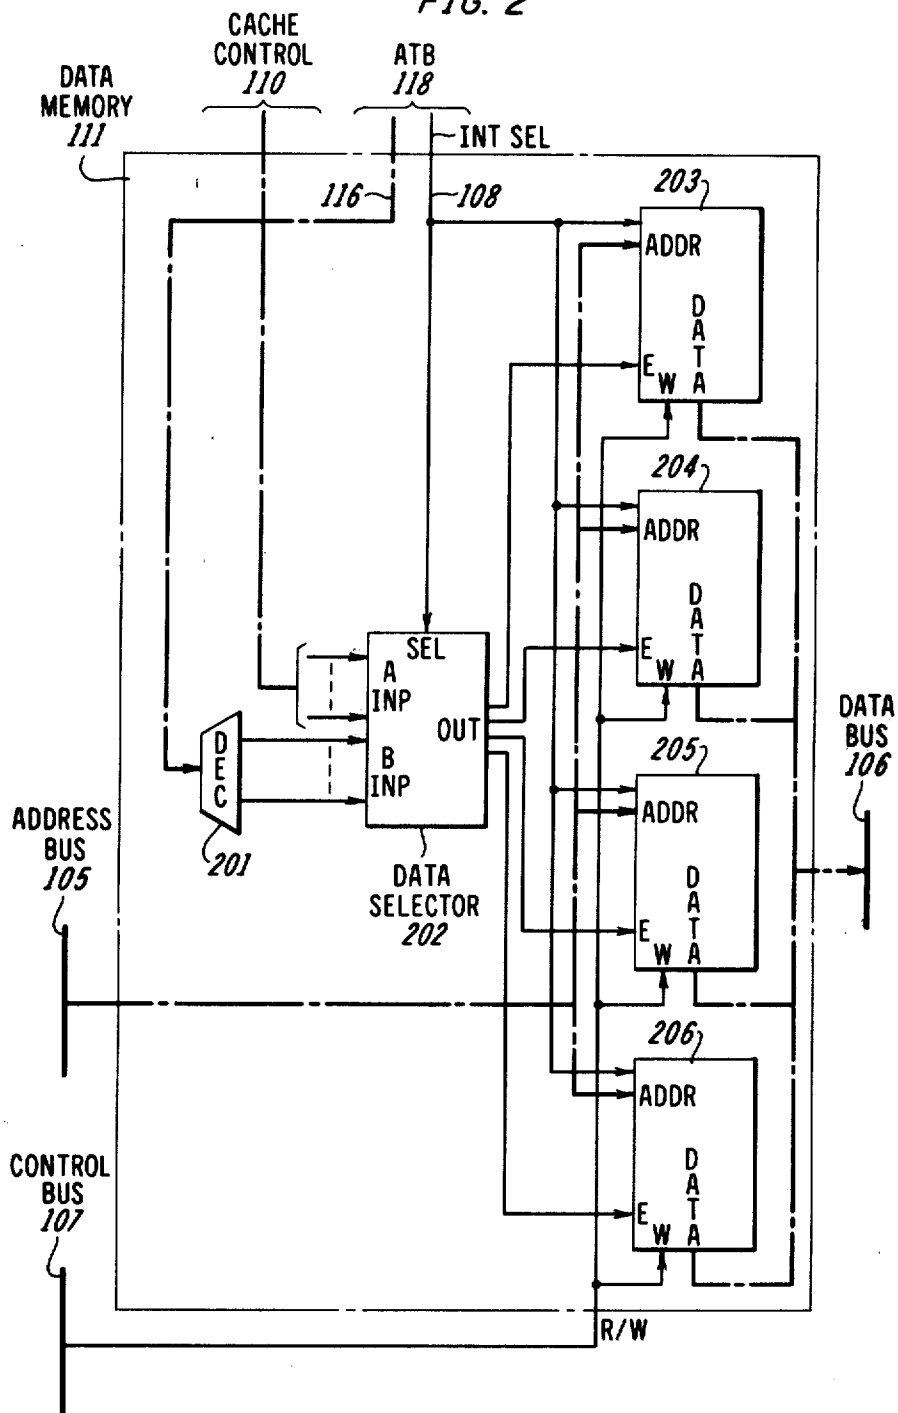 FIG. 2
CACHE
CONTROL
110
ATB
118
DATA
MEMORY
111
INT SEL
116
108
203
ADDR
DATA
E
W
204
ADDR
DATA
E
W
SEL
A
INP
OUT
B
INP
DEC
201
DATA
SELECTOR
202
205
ADDR
DATA
E
W
DATA
BUS
106
ADDRESS
BUS
105
206
ADDR
DATA
E
W
CONTROL
BUS
107
R/W